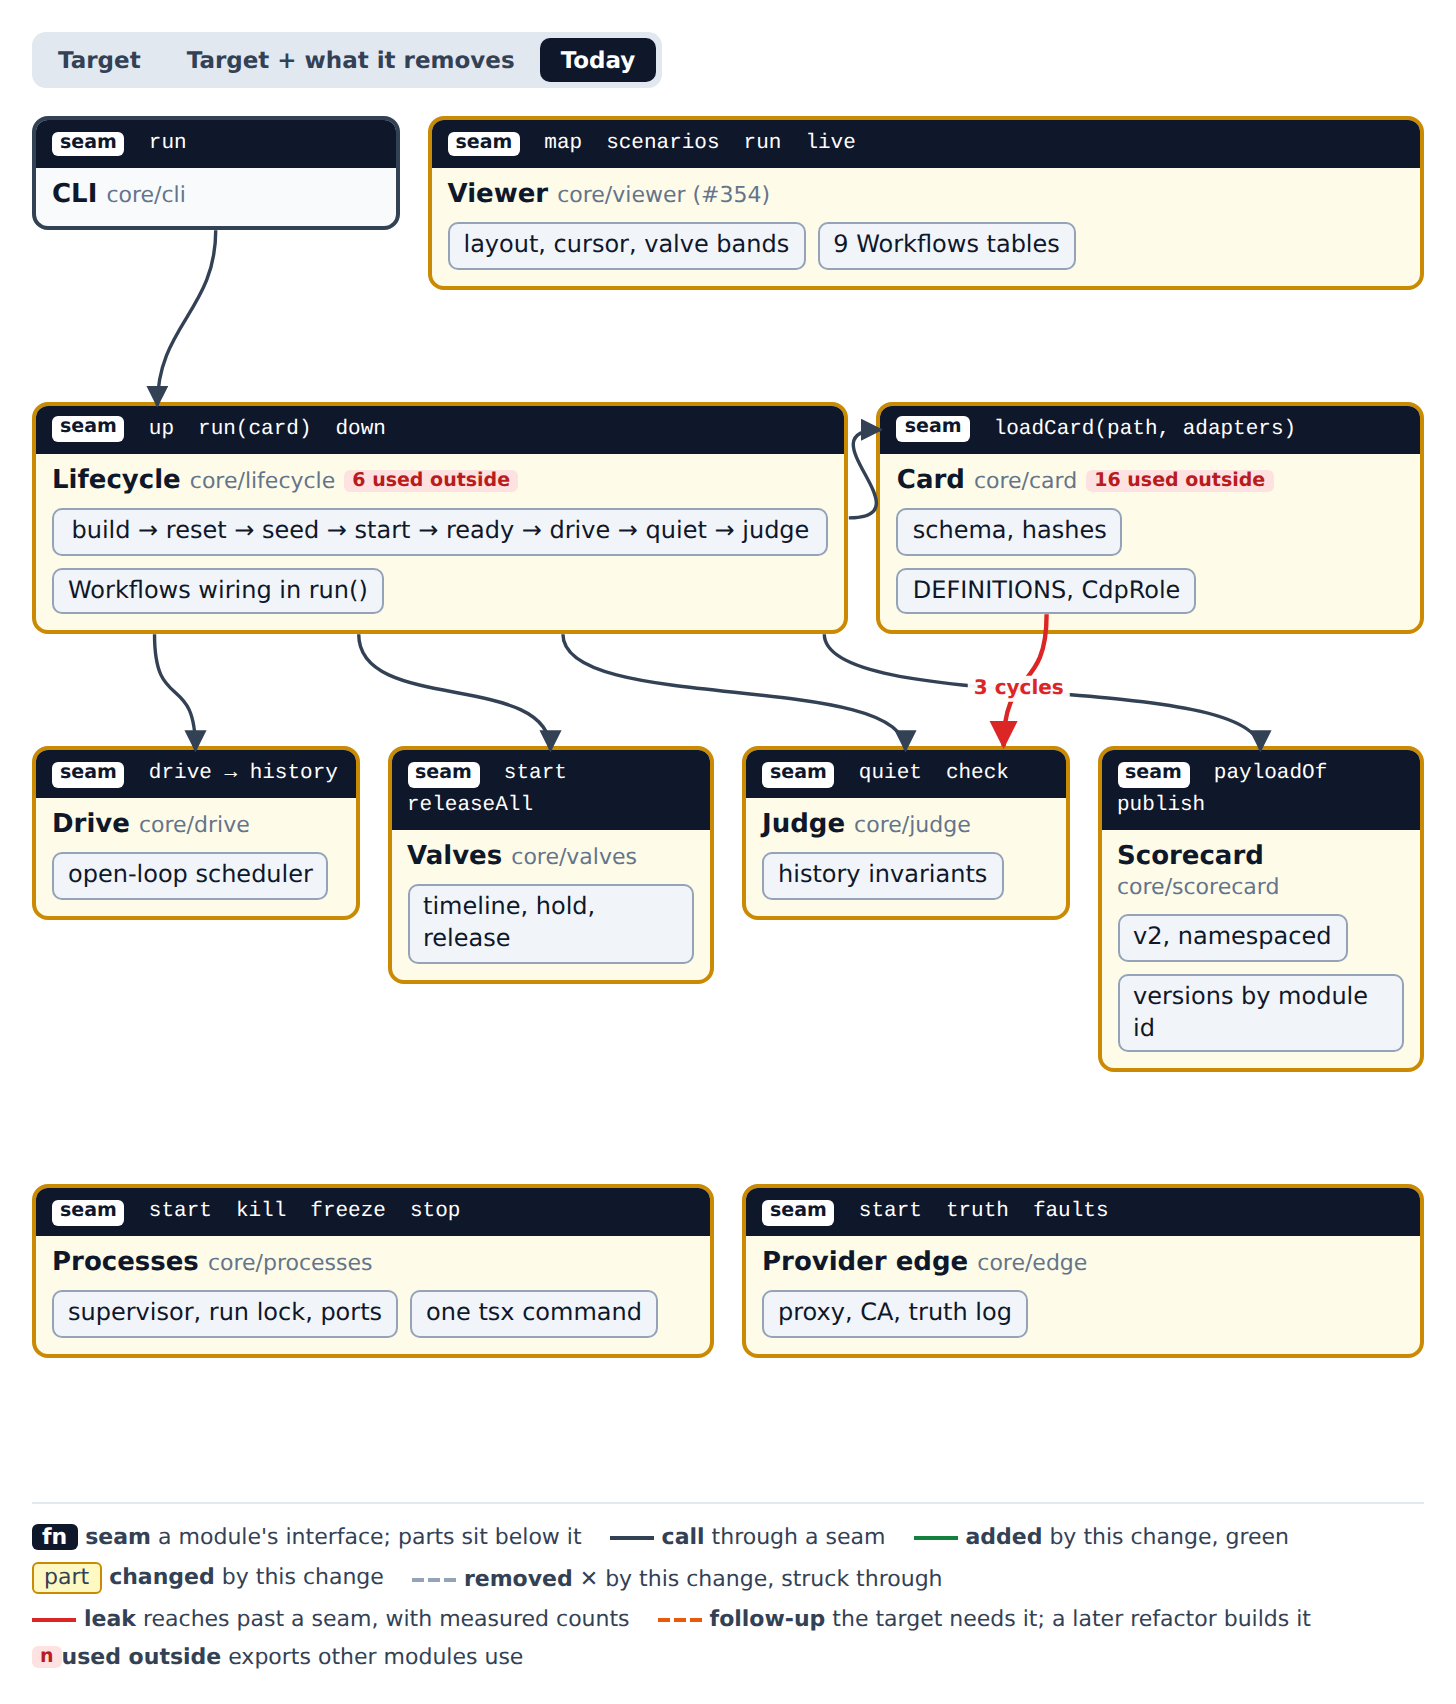 Target Target + what it removes Today
seam run
CLI core/cli
seam map scenarios run live
Viewer core/viewer (#354)
layout, cursor, valve bands 9 Workflows tables
seam up run(card) down
Lifecycle core/lifecycle 6 used outside
build → reset → seed → start → ready → drive → quiet → judge
Workflows wiring in run()
seam loadCard(path, adapters)
Card core/card 16 used outside
schema, hashes
DEFINITIONS, CdpRole
3 cycles
seam drive → history
Drive core/drive
open-loop scheduler
seam start
releaseAll
Valves core/valves
timeline, hold,
release
seam quiet check
Judge core/judge
history invariants
seam payloadOf
publish
Scorecard
core/scorecard
v2, namespaced
versions by module
id
seam start kill freeze stop
Processes core/processes
supervisor, run lock, ports one tsx command
seam start truth faults
Provider edge core/edge
proxy, CA, truth log
fn seam a module's interface; parts sit below it call through a seam added by this change, green
part changed by this change removed ✕ by this change, struck through
leak reaches past a seam, with measured counts follow-up the target needs it; a later refactor builds it
n used outside exports other modules use